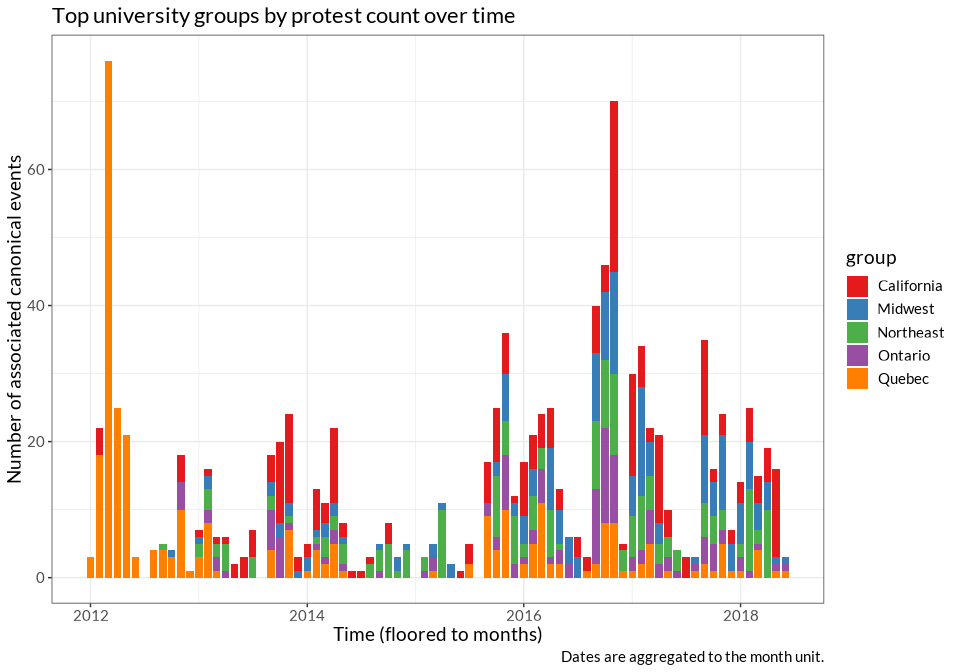 Top university groups by protest count over time
Number of associated canonical events
60
40
20
0
2012
2014
2016
2018
Time (floored to months)
Dates are aggregated to the month unit.
group
California
Midwest
Northeast
Ontario
Quebec